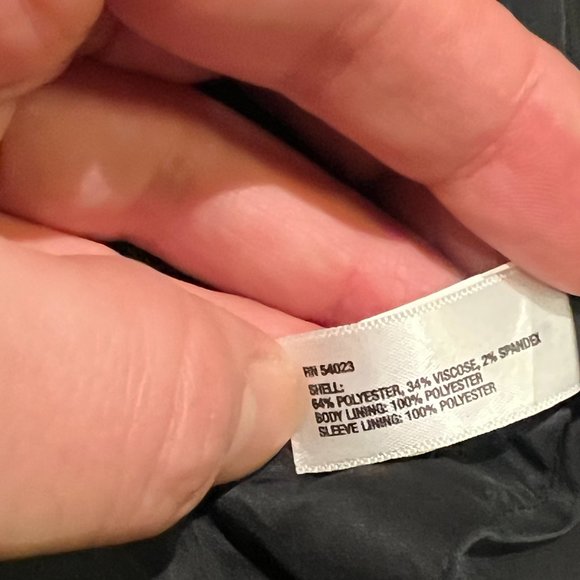 RN 54023
SHELL:
64% POLYESTER, 34% VISCOSE, 2% SPANDEX
BODY LINING: 100% POLYESTER
SLEEVE LINING: 100% POLYESTER